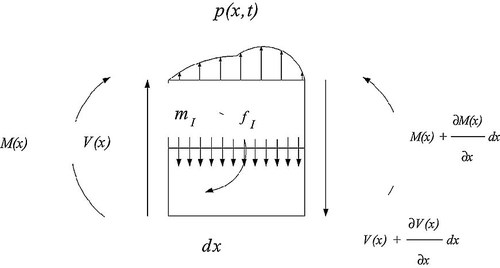 p(x,t)
m_I f_I
M(x) V(x)
M(x) + ∂M(x)/∂x dx
dx
V(x) + ∂V(x)/∂x dx